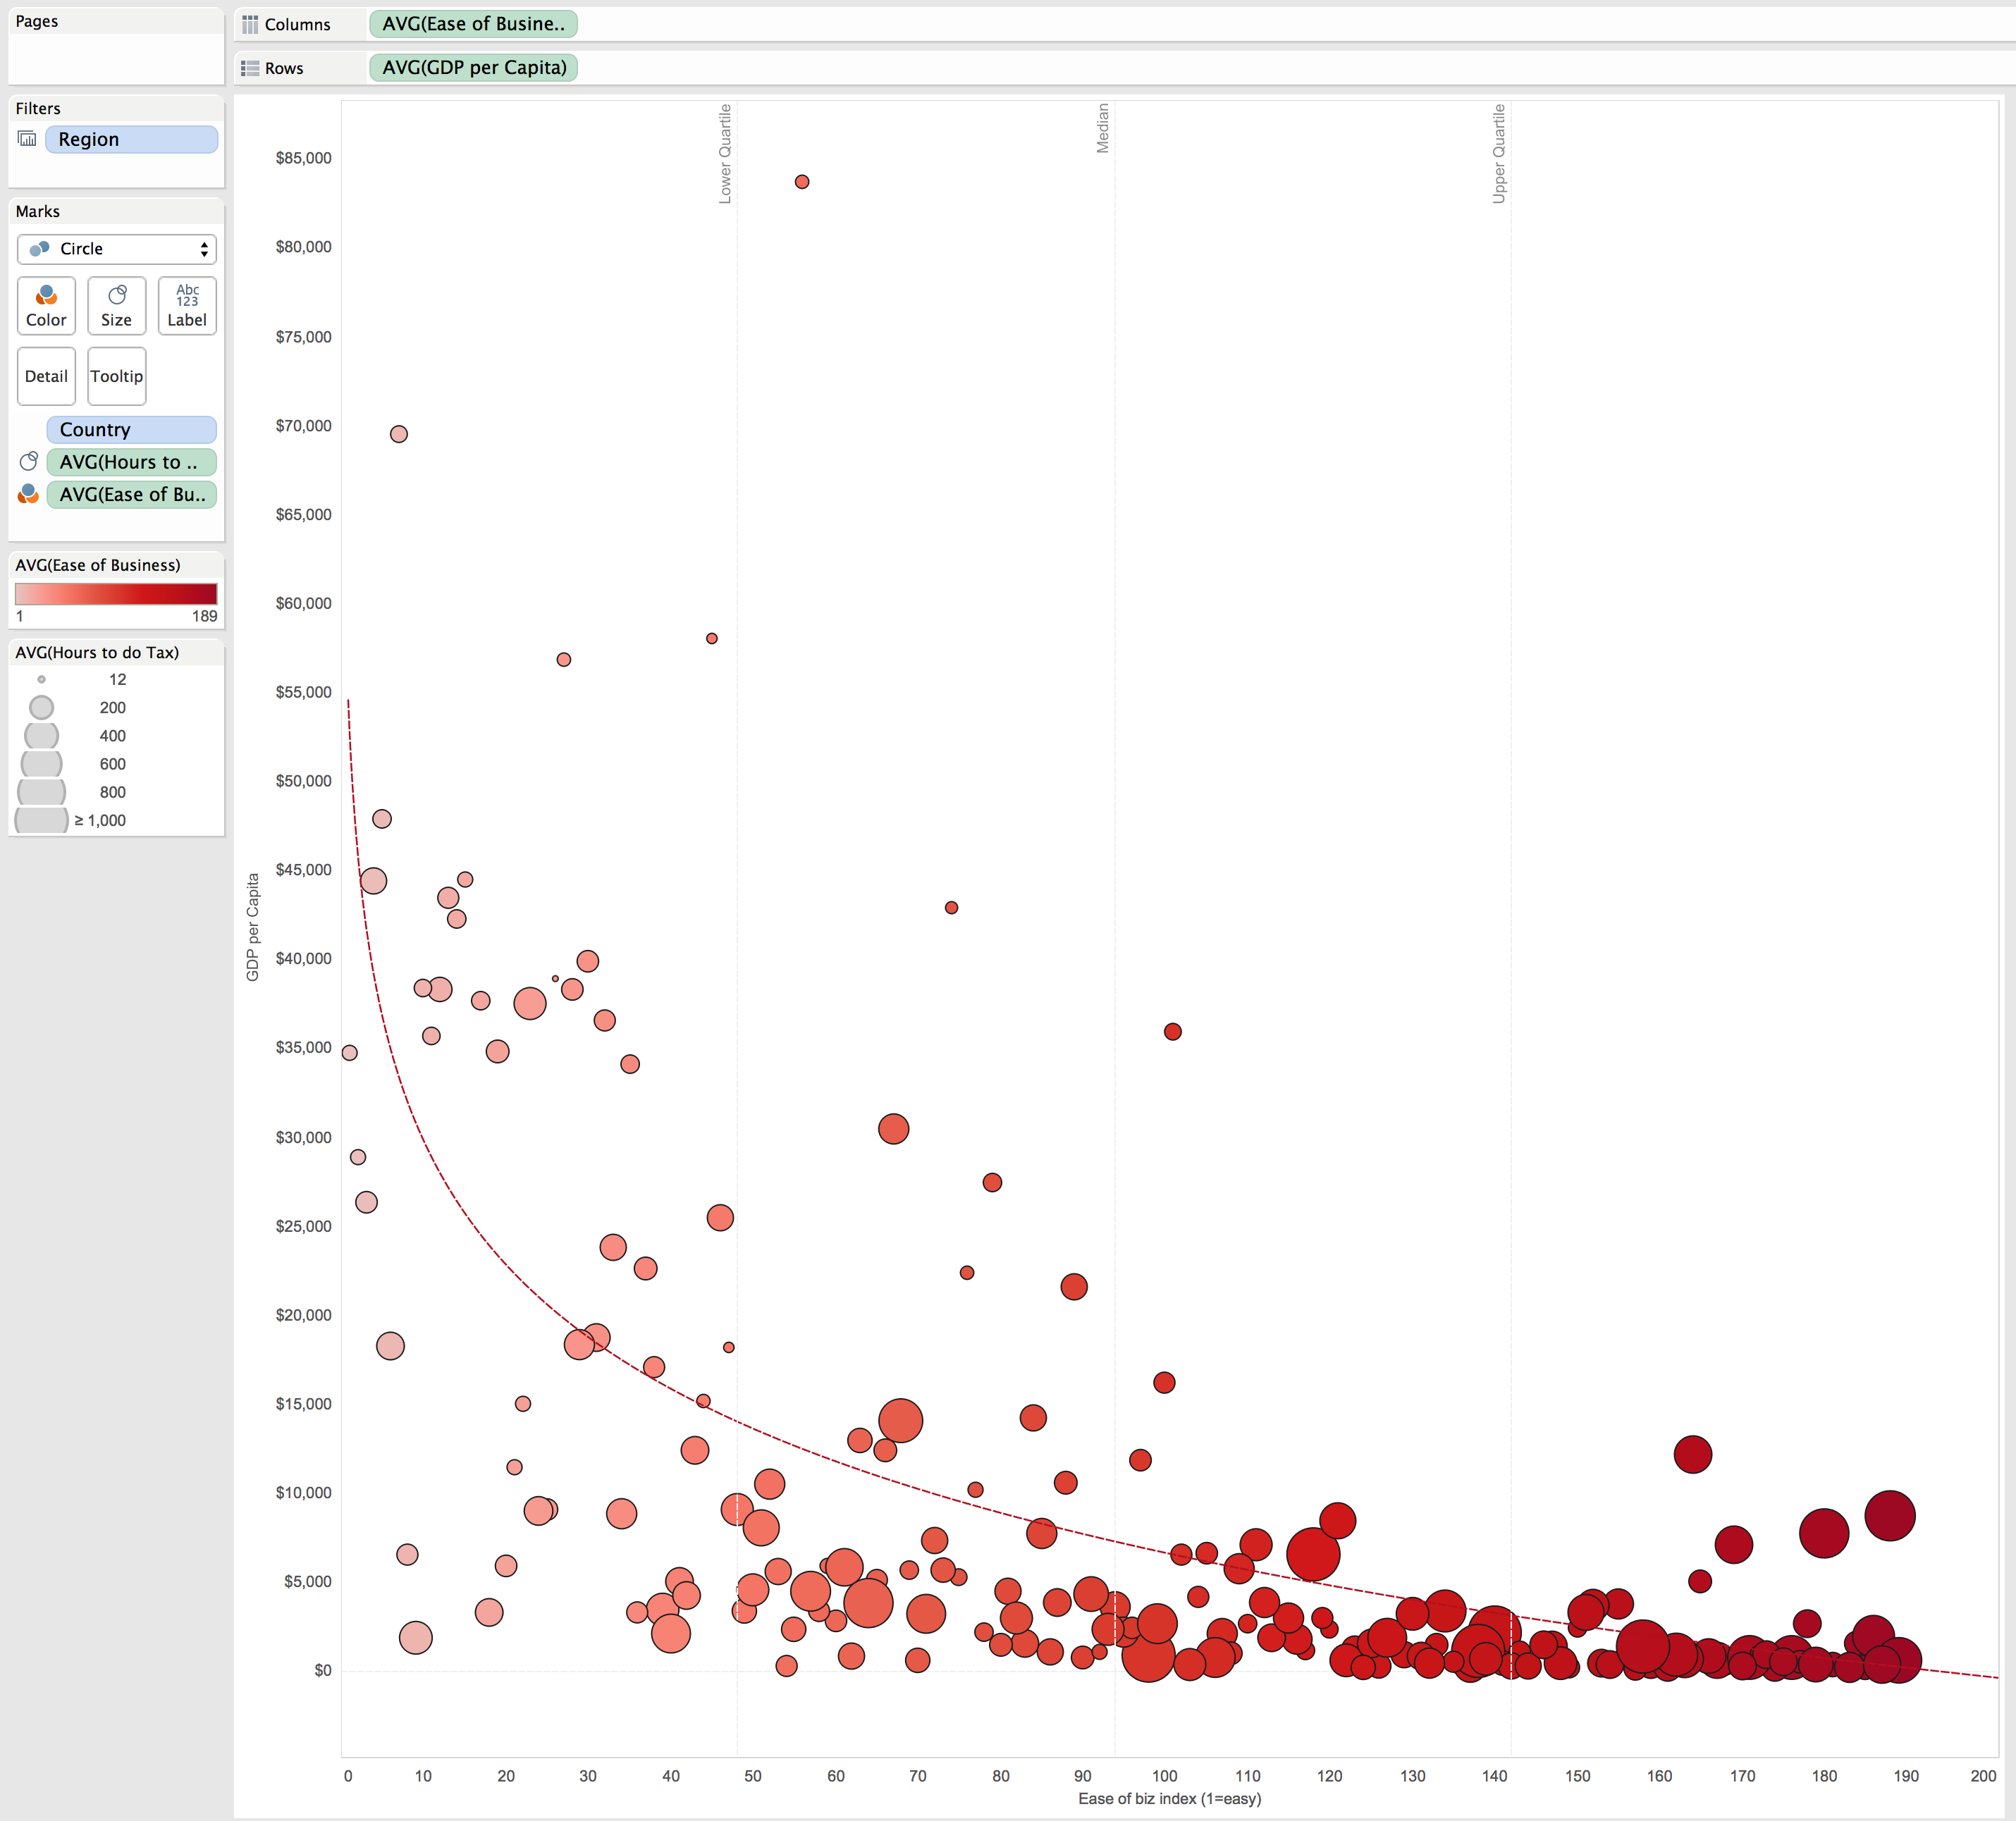 Pages
Columns
AVG(Ease of Busine..
Rows
AVG(GDP per Capita)
Filters
Region
Marks
Circle
Color
Size
Abc
123
Label
Detail
Tooltip
Country
AVG(Hours to ..
AVG(Ease of Bu..
AVG(Ease of Business)
1
189
AVG(Hours to do Tax)
12
200
400
600
800
≥ 1,000
Lower Quartile
Median
Upper Quartile
GDP per Capita
$85,000
$80,000
$75,000
$70,000
$65,000
$60,000
$55,000
$50,000
$45,000
$40,000
$35,000
$30,000
$25,000
$20,000
$15,000
$10,000
$5,000
$0
0 10 20 30 40 50 60 70 80 90 100 110 120 130 140 150 160 170 180 190 200
Ease of biz index (1=easy)